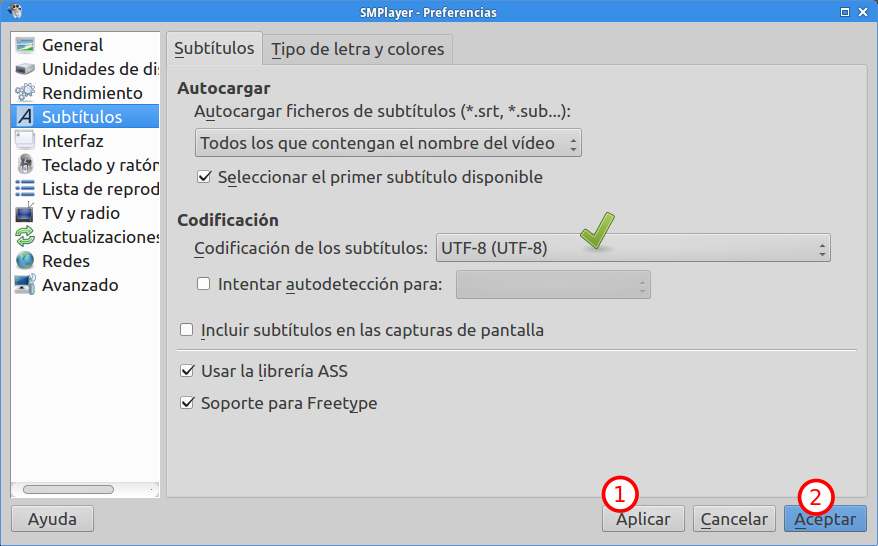 SMPlayer - Preferencias
General
Unidades de di
Rendimiento
Subtítulos
Interfaz
Teclado y ratón
Lista de reprod
TV y radio
Actualizaciones
Redes
Avanzado
Subtítulos
Tipo de letra y colores
Autocargar
Autocargar ficheros de subtítulos (*.srt, *.sub...):
Todos los que contengan el nombre del vídeo
Seleccionar el primer subtítulo disponible
Codificación
Codificación de los subtítulos: UTF-8 (UTF-8)
Intentar autodetección para:
Incluir subtítulos en las capturas de pantalla
Usar la librería ASS
Soporte para Freetype
1 2
Ayuda Aplicar Cancelar Aceptar